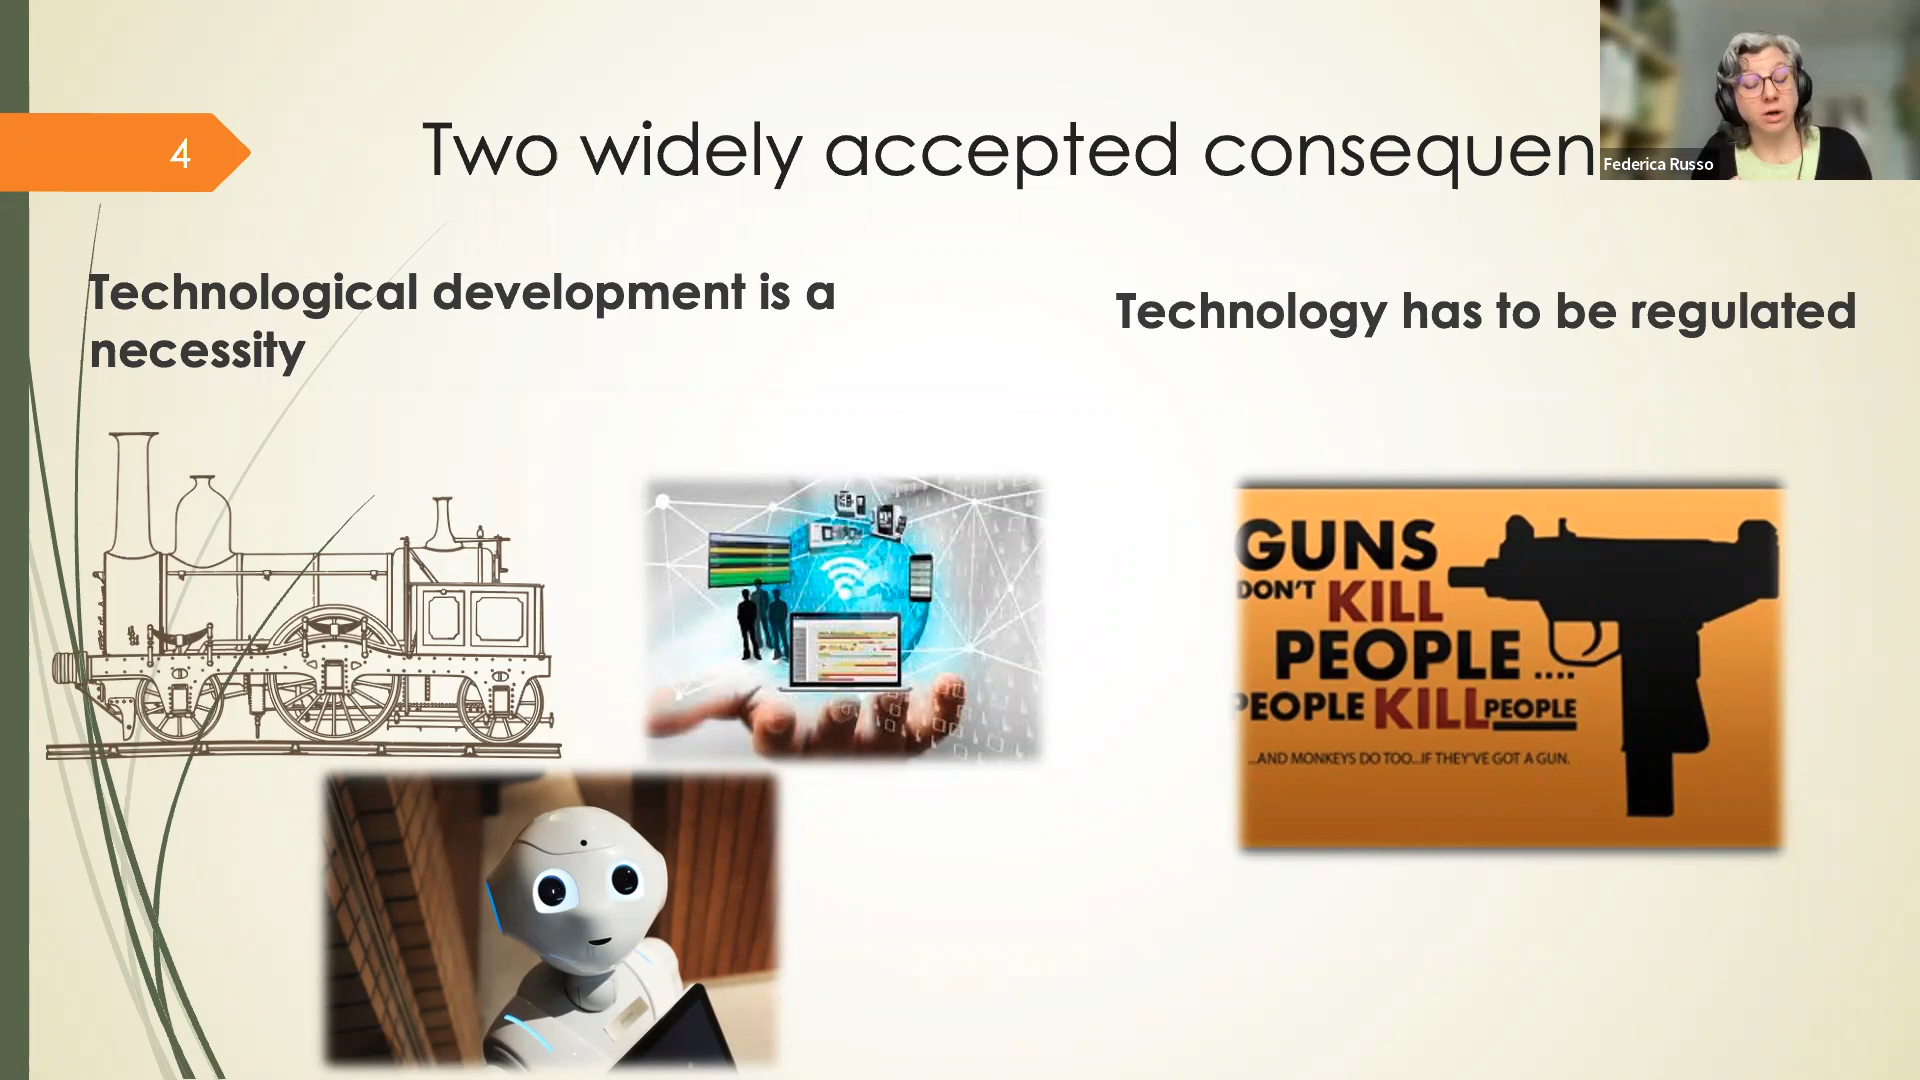 4
Two widely accepted consequen
Federica Russo
Technological development is a
necessity
Technology has to be regulated
GUNS
DON'T KILL
PEOPLE ....
PEOPLE KILL PEOPLE
...AND MONKEYS DO TOO...IF THEY'VE GOT A GUN.